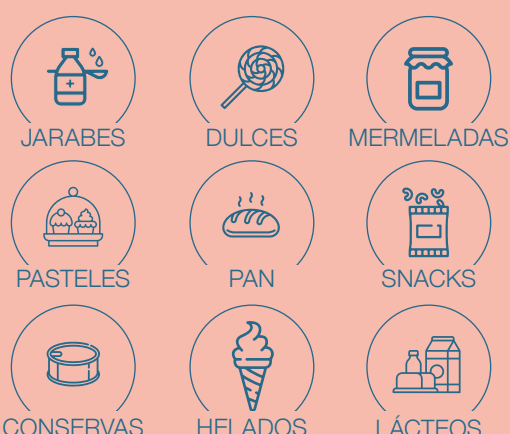 JARABES DULCES MERMELADAS
PASTELES PAN SNACKS
CONSERVAS HELADOS LÁCTEOS